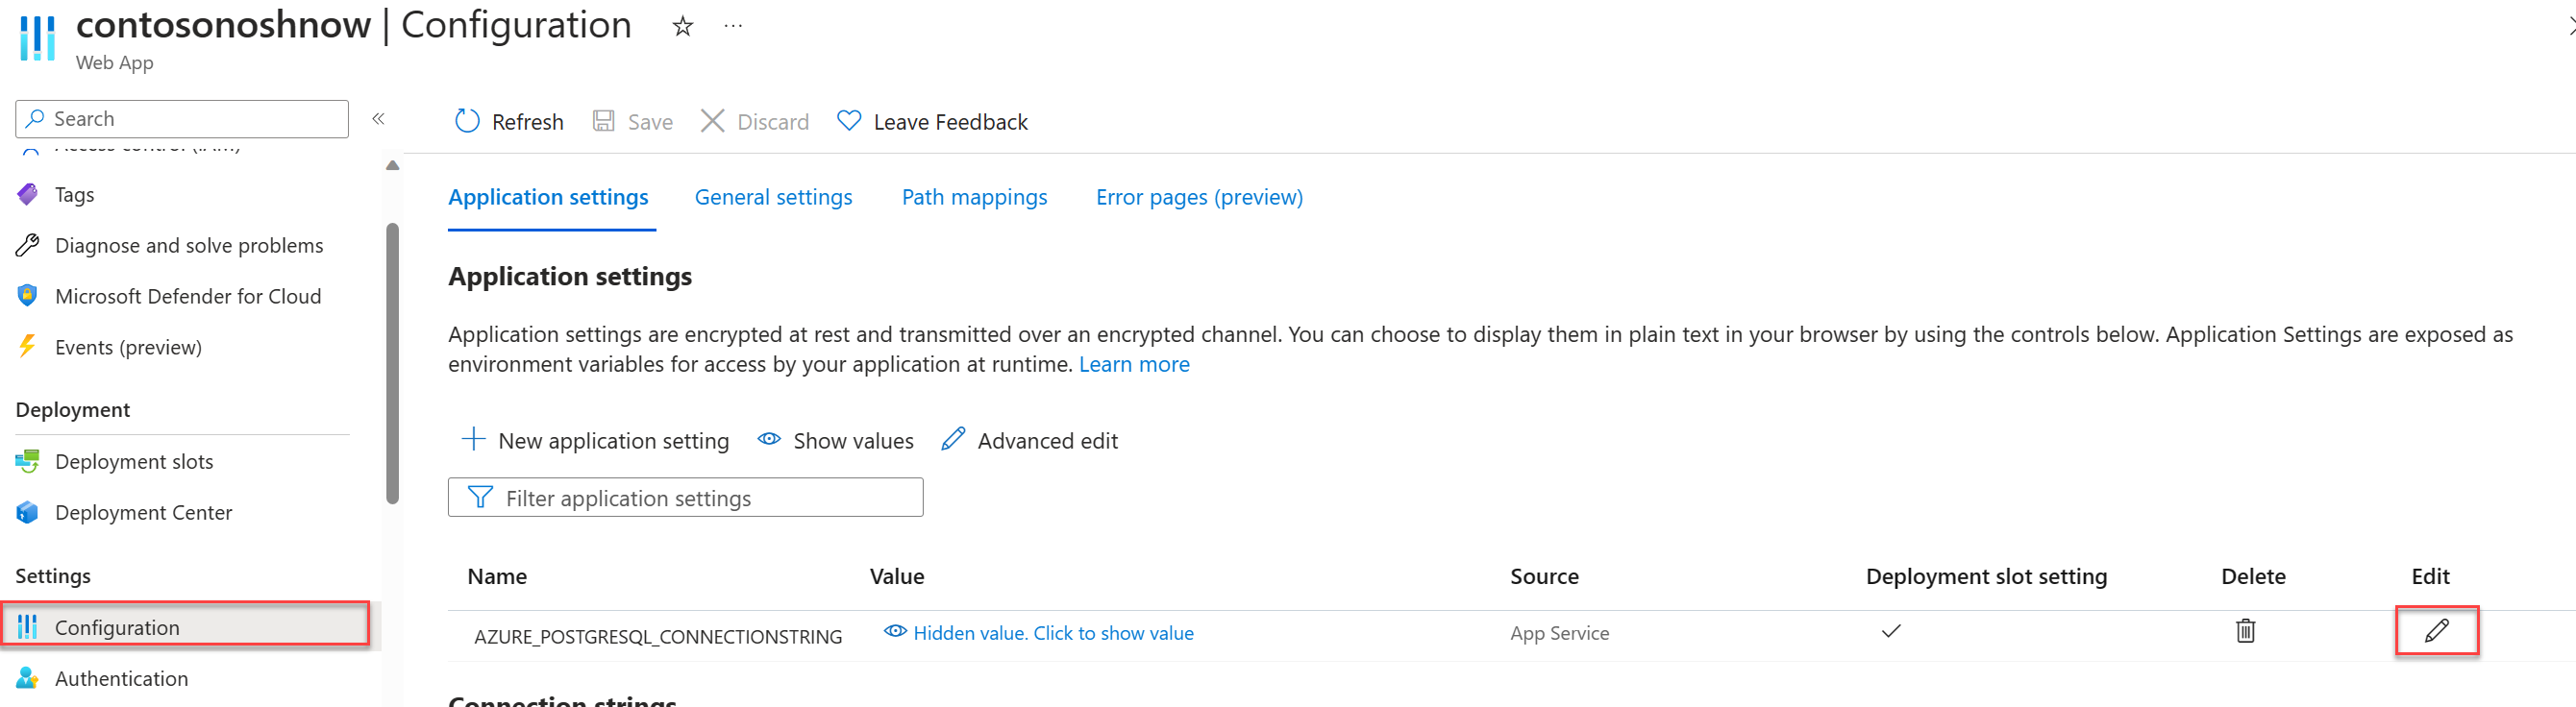 contosonoshnow | Configuration
Web App
Search
Access control (IAM)
Tags
Diagnose and solve problems
Microsoft Defender for Cloud
Events (preview)
Deployment
Deployment slots
Deployment Center
Settings
Configuration
Authentication
Refresh
Save
Discard
Leave Feedback
Application settings
General settings
Path mappings
Error pages (preview)
Application settings
Application settings are encrypted at rest and transmitted over an encrypted channel. You can choose to display them in plain text in your browser by using the controls below. Application Settings are exposed as
environment variables for access by your application at runtime. Learn more
New application setting
Show values
Advanced edit
Filter application settings
Name Value Source Deployment slot setting Delete Edit
AZURE_POSTGRESQL_CONNECTIONSTRING Hidden value. Click to show value App Service
Connection strings